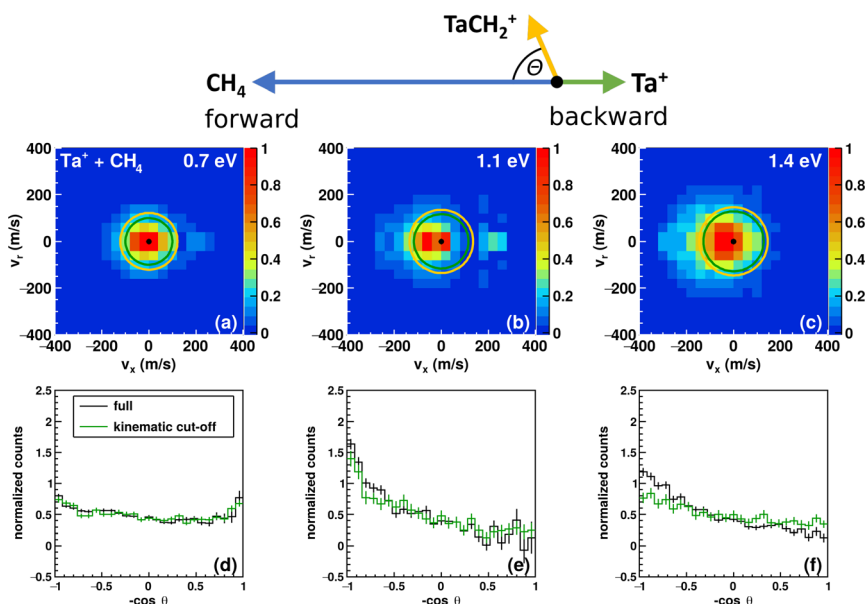 TaCH₂⁺
Θ
CH₄
Ta⁺
forward
backward
400
200
0
−200
−400
v_r (m/s)
Ta⁺ + CH₄ 0.7 eV
(a)
−400 −200 0 200 400
v_x (m/s)
1
0.8
0.6
0.4
0.2
0
400
200
0
−200
−400
v_r (m/s)
1.1 eV
(b)
−400 −200 0 200 400
v_x (m/s)
1
0.8
0.6
0.4
0.2
0
400
200
0
−200
−400
v_r (m/s)
1.4 eV
(c)
−400 −200 0 200 400
v_x (m/s)
1
0.8
0.6
0.4
0.2
0
2.5
2
1.5
1
0.5
0
−0.5
normalized counts
full
kinematic cut-off
(d)
−1 −0.5 0 0.5 1
-cos θ
2.5
2
1.5
1
0.5
0
−0.5
normalized counts
(e)
−1 −0.5 0 0.5 1
-cos θ
2.5
2
1.5
1
0.5
0
−0.5
normalized counts
(f)
−1 −0.5 0 0.5 1
-cos θ